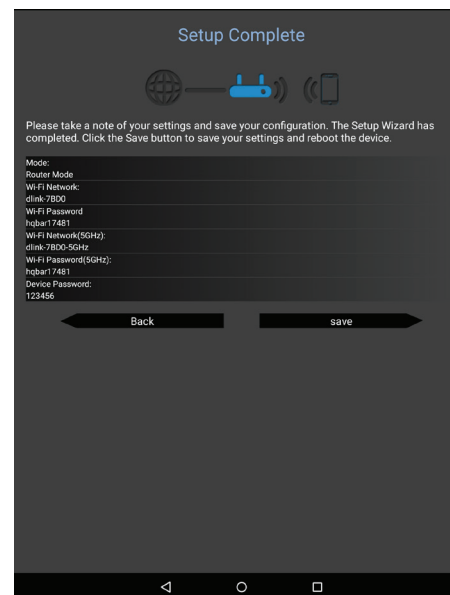 Setup Complete
Please take a note of your settings and save your configuration. The Setup Wizard has
completed. Click the Save button to save your settings and reboot the device.
Mode:
Router Mode
Wi-Fi Network:
dlink-7BD0
Wi-Fi Password
hqbar17481
Wi-Fi Network(5GHz):
dlink-7BD0-5GHz
Wi-Fi Password(5GHz):
hqbar17481
Device Password:
123456
Back
save